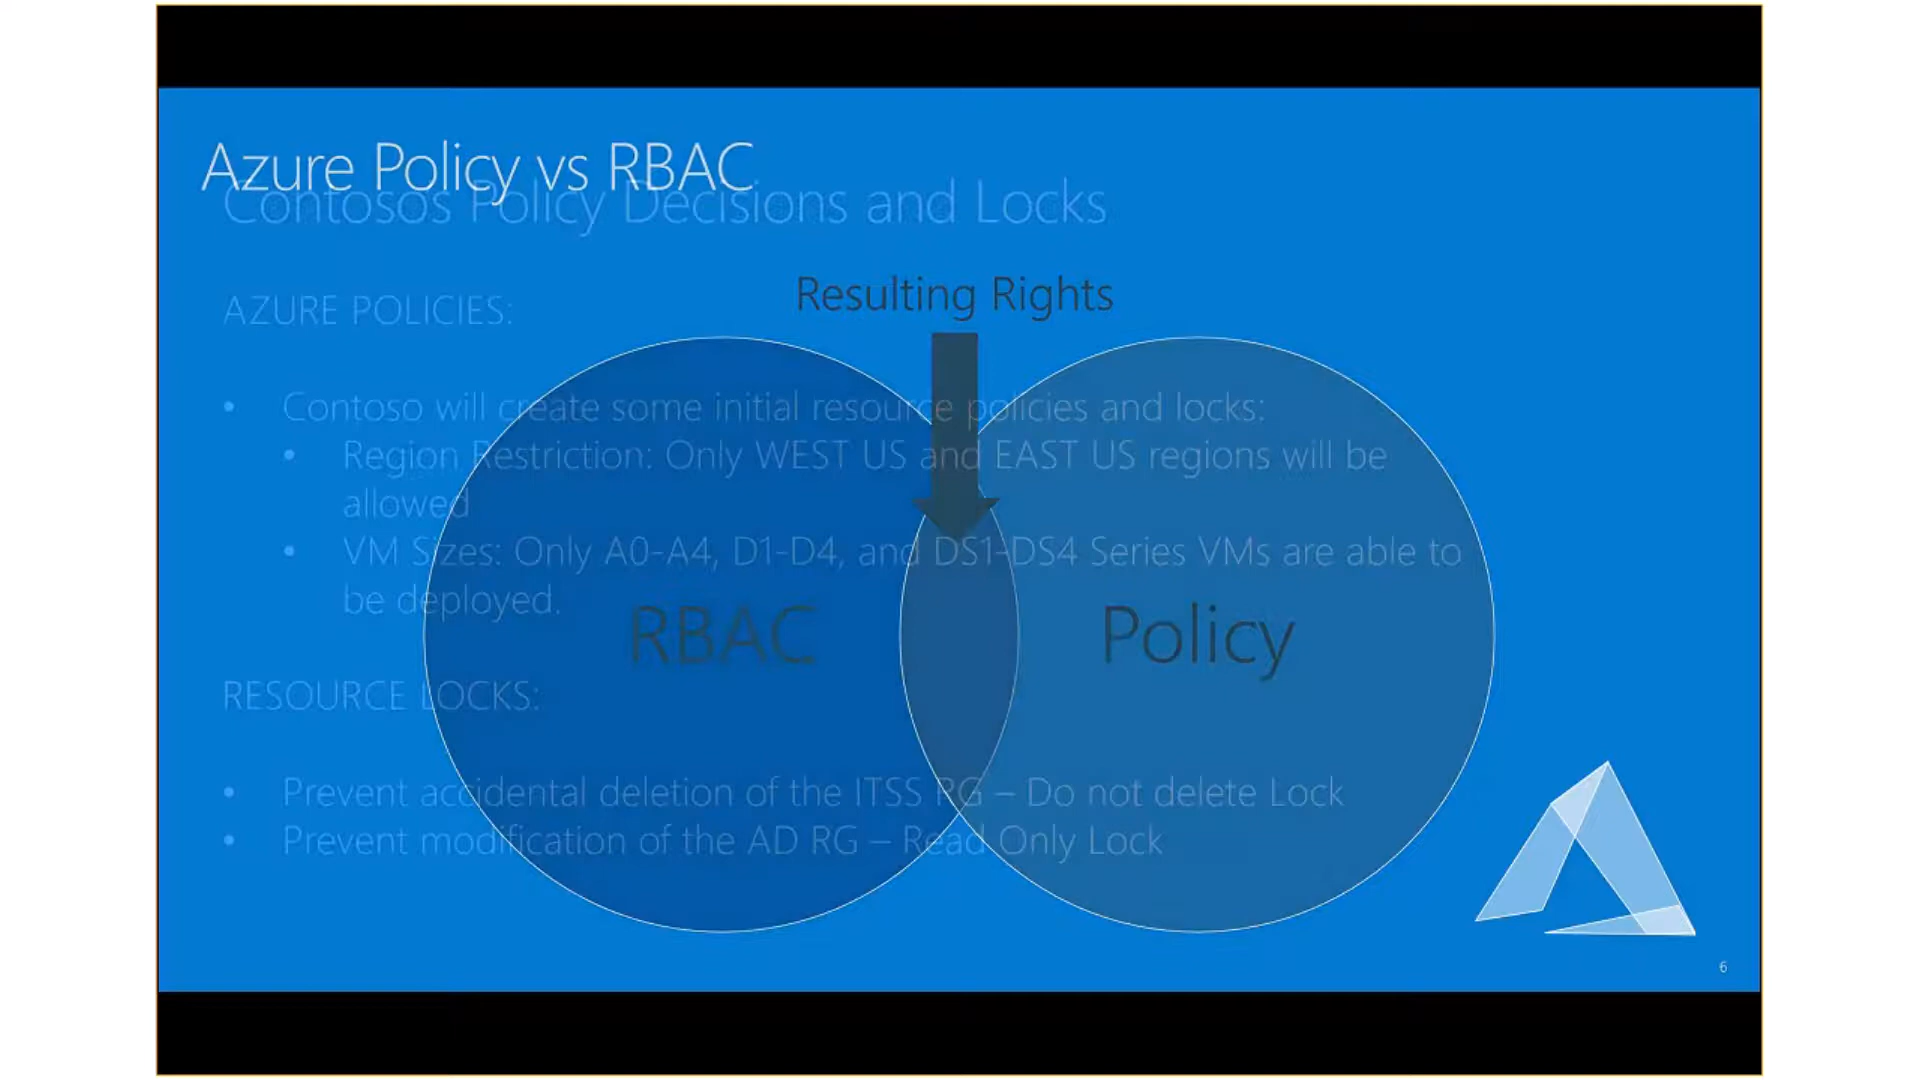 Azure Policy vs RBAC
Contosos Policy Decisions and Locks
Resulting Rights
AZURE POLICIES:
• Contoso will create some initial resource policies and locks:
• Region Restriction: Only WEST US and EAST US regions will be
allowed
• VM Sizes: Only A0-A4, D1-D4, and DS1-DS4 Series VMs are able to
be deployed.
RBAC
Policy
RESOURCE LOCKS:
• Prevent accidental deletion of the ITSS RG – Do not delete Lock
• Prevent modification of the AD RG – Read Only Lock
6